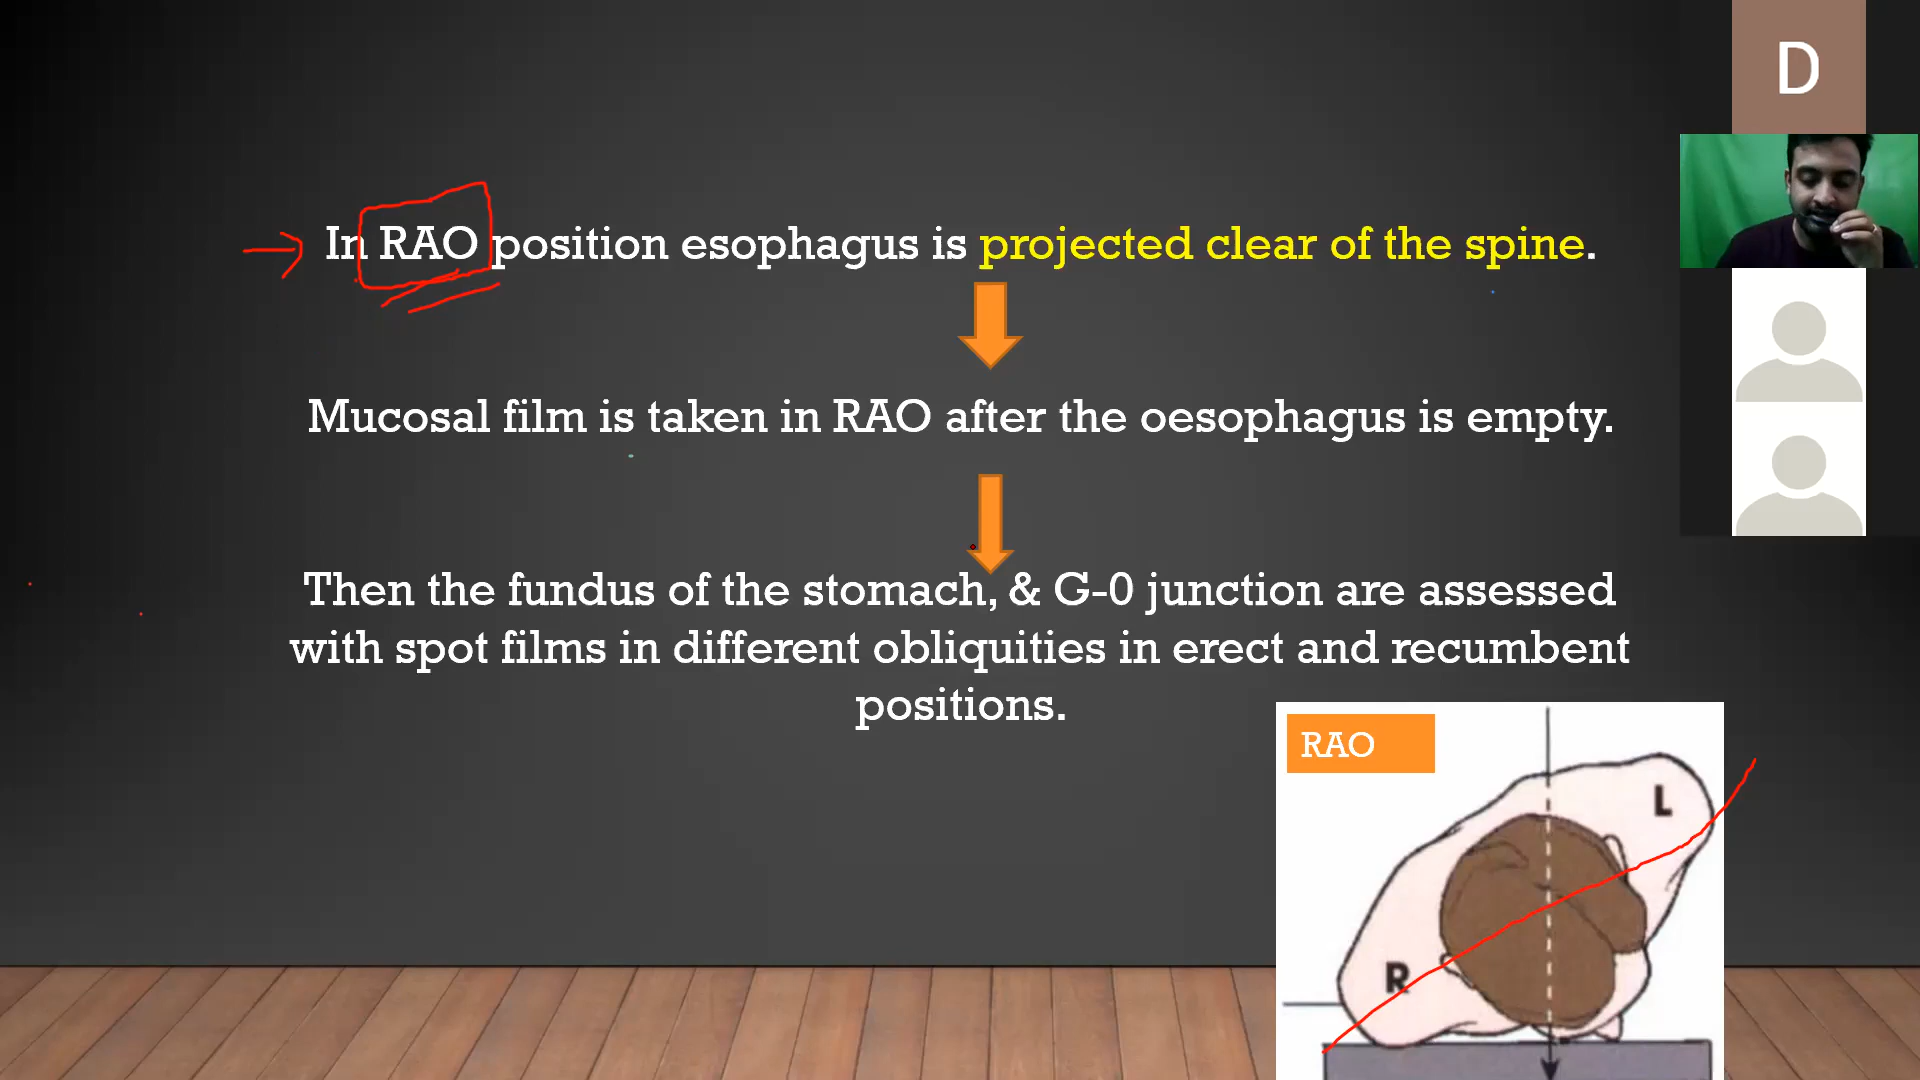 In RAO position esophagus is projected clear of the spine.
Mucosal film is taken in RAO after the oesophagus is empty.
Then the fundus of the stomach, & G-0 junction are assessed
with spot films in different obliquities in erect and recumbent
positions.
RAO
L
R
D